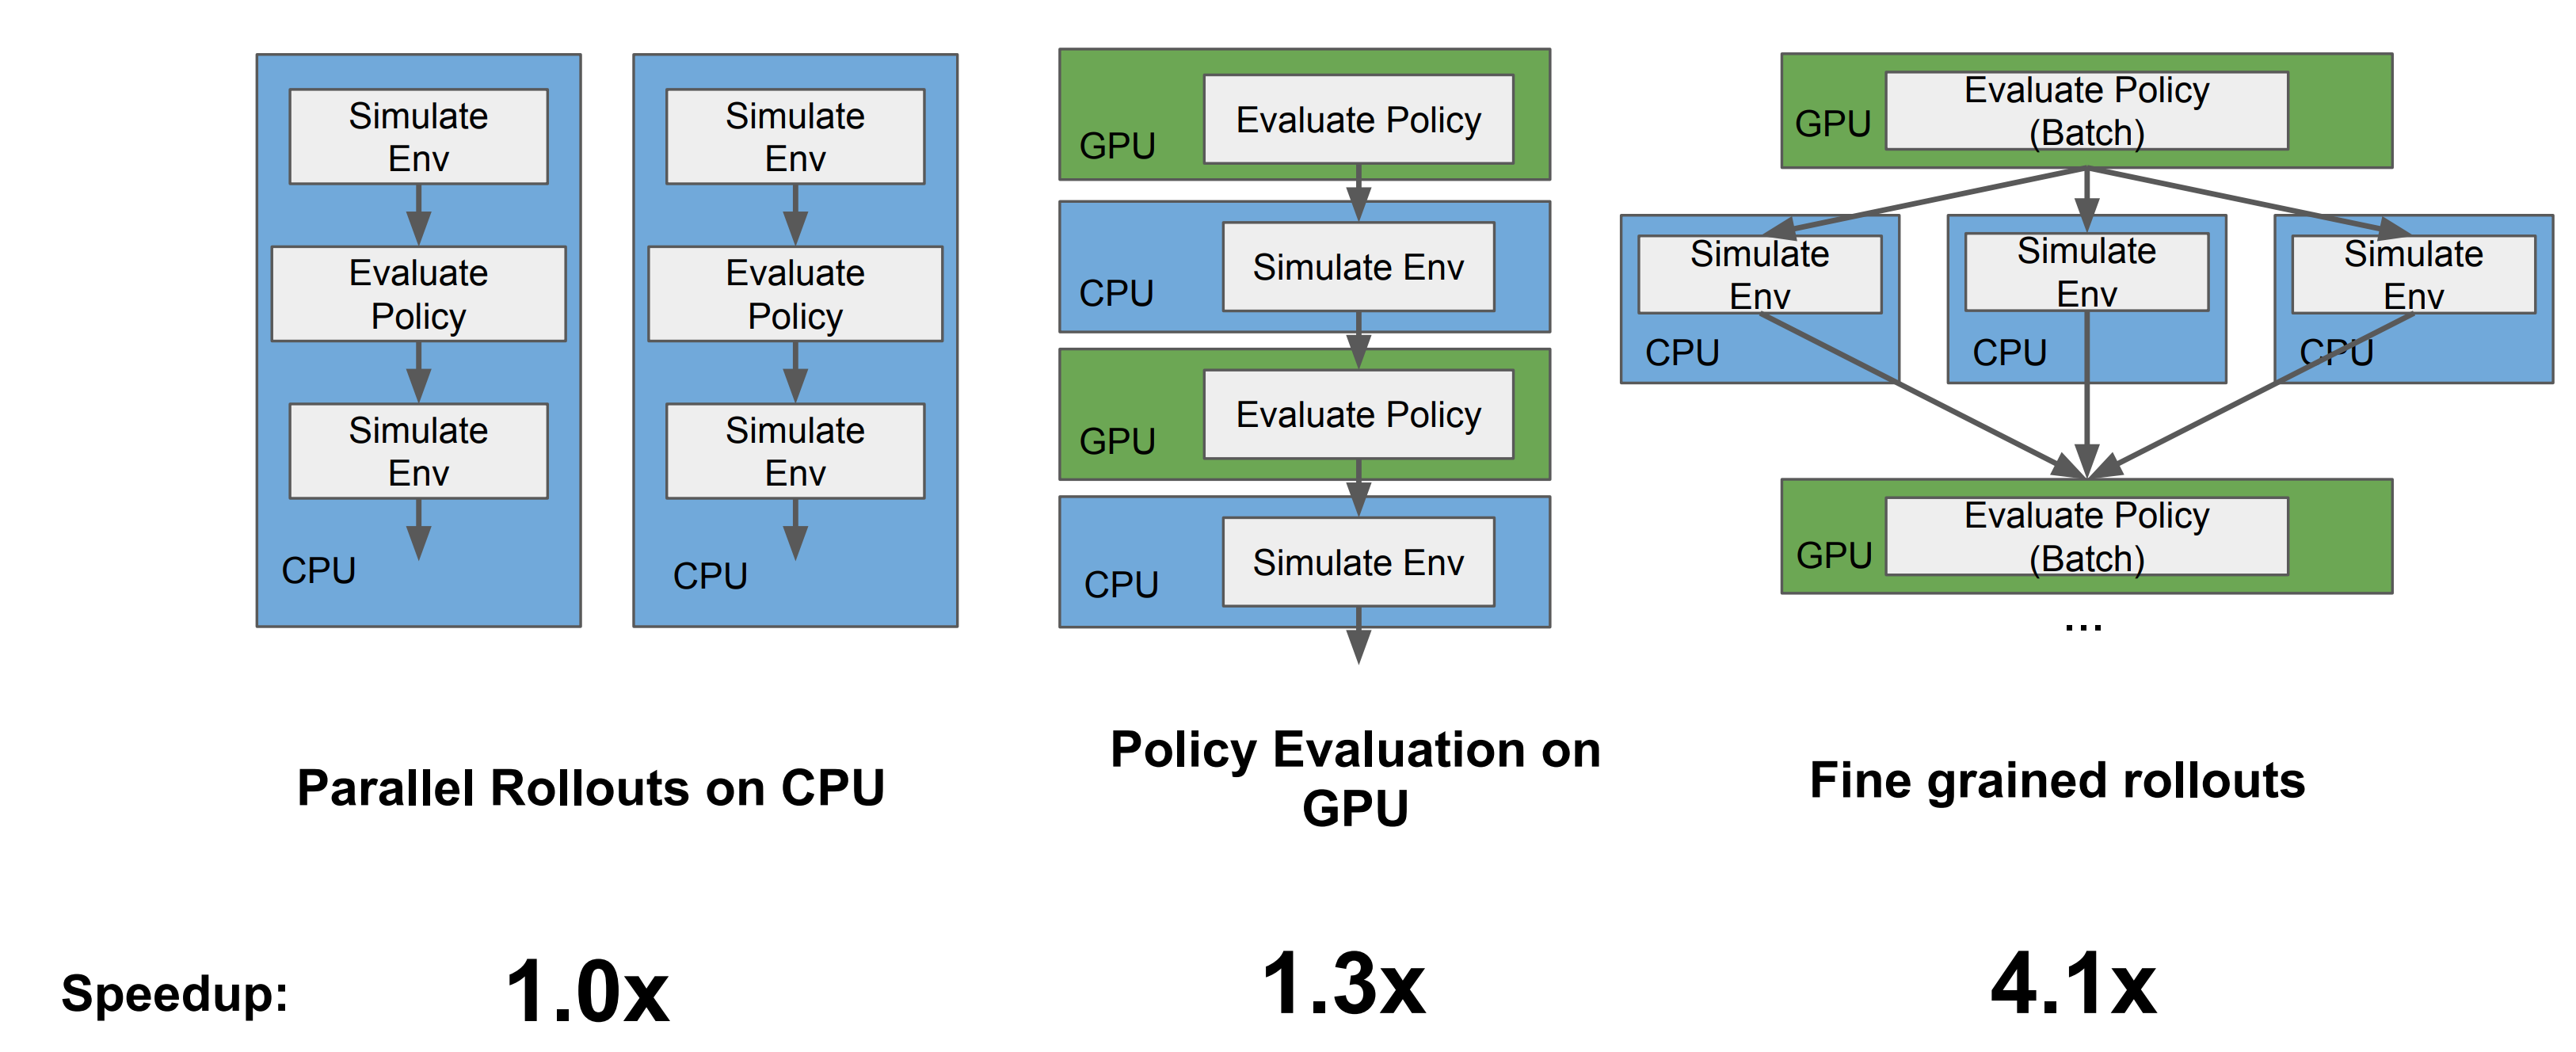 Simulate
Env
Evaluate
Policy
Simulate
Env
CPU
Simulate
Env
Evaluate
Policy
Simulate
Env
CPU
Parallel Rollouts on CPU
GPU
Evaluate Policy
CPU
Simulate Env
GPU
Evaluate Policy
CPU
Simulate Env
Policy Evaluation on
GPU
GPU
Evaluate Policy
(Batch)
Simulate
Env
CPU
Simulate
Env
CPU
Simulate
Env
CPU
GPU
Evaluate Policy
(Batch)
...
Fine grained rollouts
Speedup:
1.0x
1.3x
4.1x